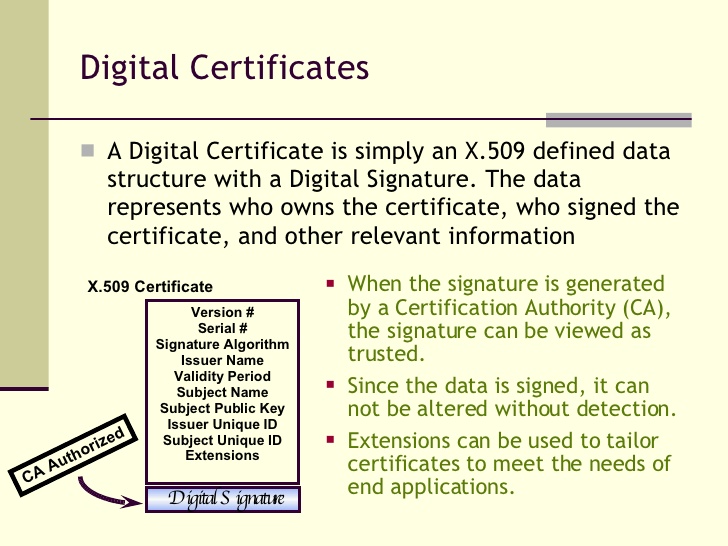 Digital Certificates
A Digital Certificate is simply an X.509 defined data
structure with a Digital Signature. The data
represents who owns the certificate, who signed the
certificate, and other relevant information
X.509 Certificate
Version #
Serial #
Signature Algorithm
Issuer Name
Validity Period
Subject Name
Subject Public Key
Issuer Unique ID
Subject Unique ID
Extensions
Digital Signature
CA Authorized
When the signature is generated
by a Certification Authority (CA),
the signature can be viewed as
trusted.
Since the data is signed, it can
not be altered without detection.
Extensions can be used to tailor
certificates to meet the needs of
end applications.